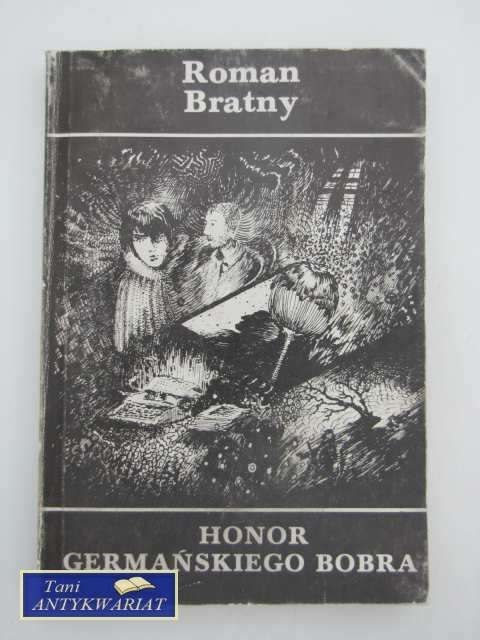 Roman
Bratny
HONOR
GERMAŃSKIEGO BOBRA
Tani
ANTYKWARIAT